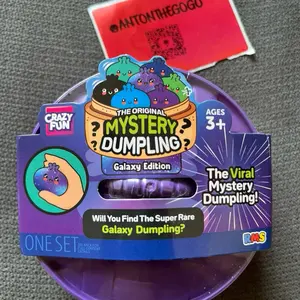 @ANTONTHEGOGO
CRAZY
FUN
THE ORIGINAL
MYSTERY
DUMPLING
Galaxy Edition
AGES
3+
The Viral
Mystery
Dumpling!
Will You Find The Super Rare
Galaxy Dumpling?
ONE SET
RMS